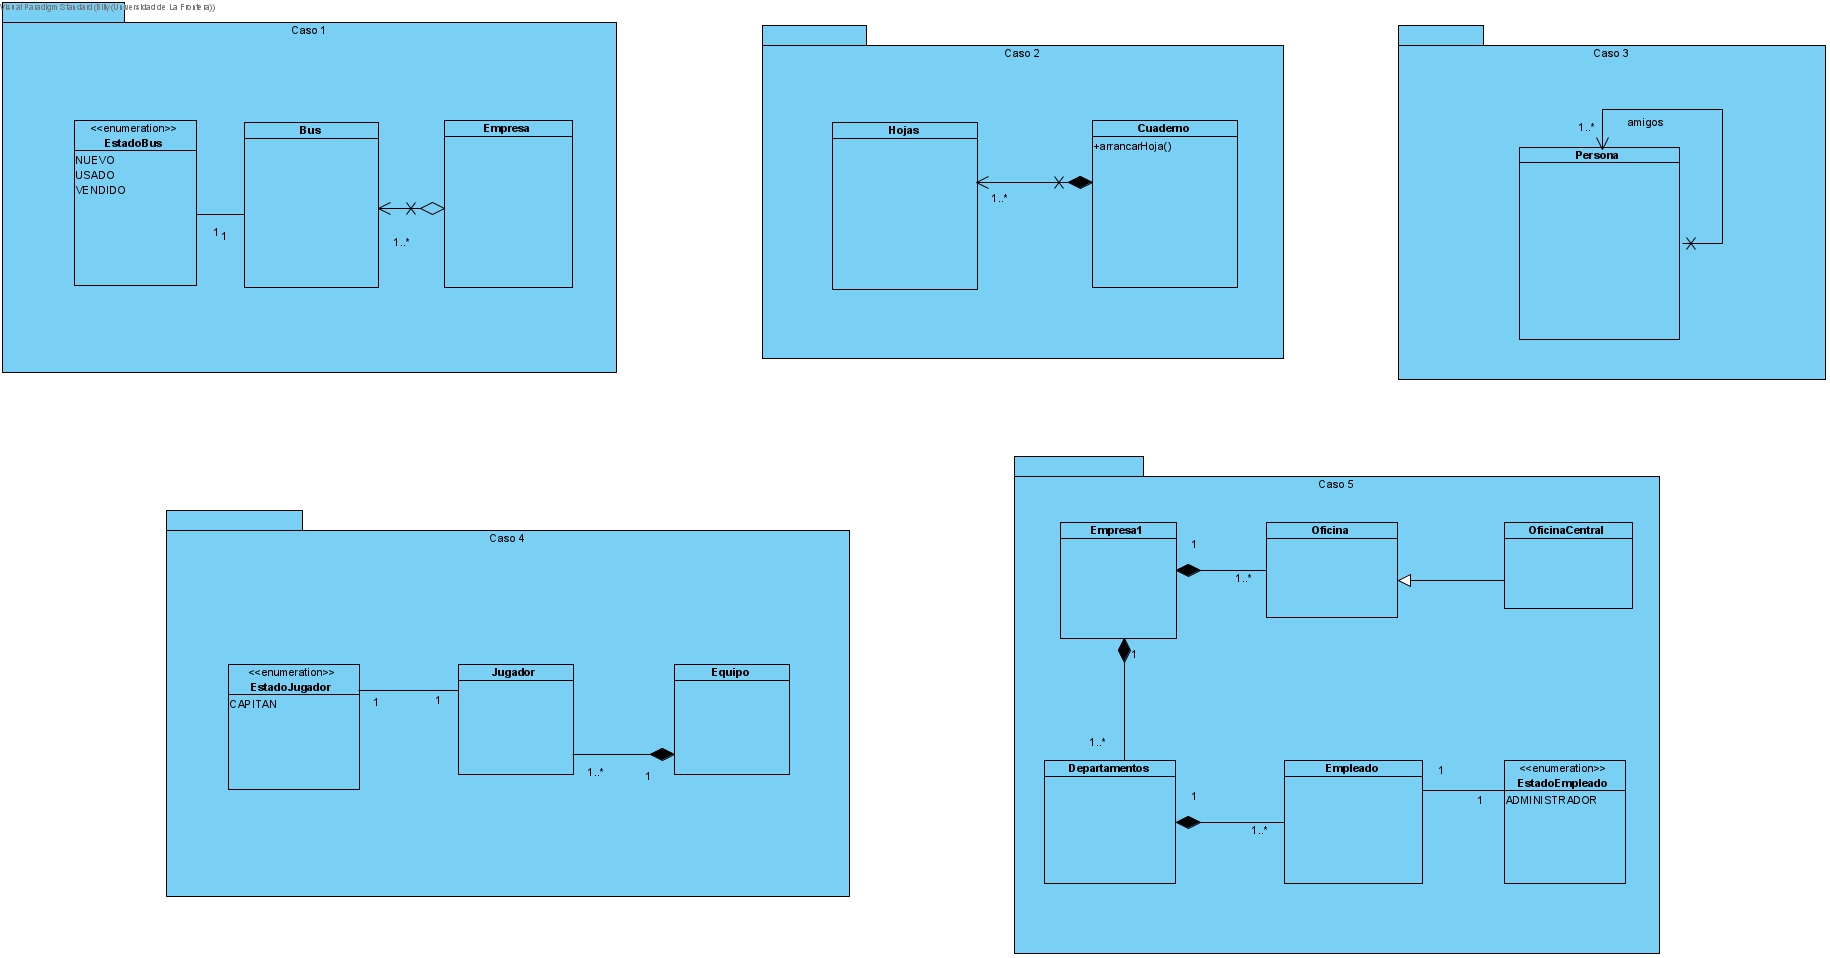 Visual Paradigm Standard(Billy(Universidad de La Frontera))
Caso 1
<<enumeration>>
EstadoBus
NUEVO
USADO
VENDIDO
Bus
Empresa
1
1
1..*
Caso 2
Hojas
Cuaderno
+arrancarHoja()
1..*
Caso 3
amigos
1..*
Persona
Caso 4
<<enumeration>>
EstadoJugador
CAPITAN
Jugador
Equipo
1
1
1..*
1
Caso 5
Empresa1
Oficina
OficinaCentral
1
1..*
1
1..*
Departamentos
Empleado
<<enumeration>>
EstadoEmpleado
ADMINISTRADOR
1
1..*
1
1